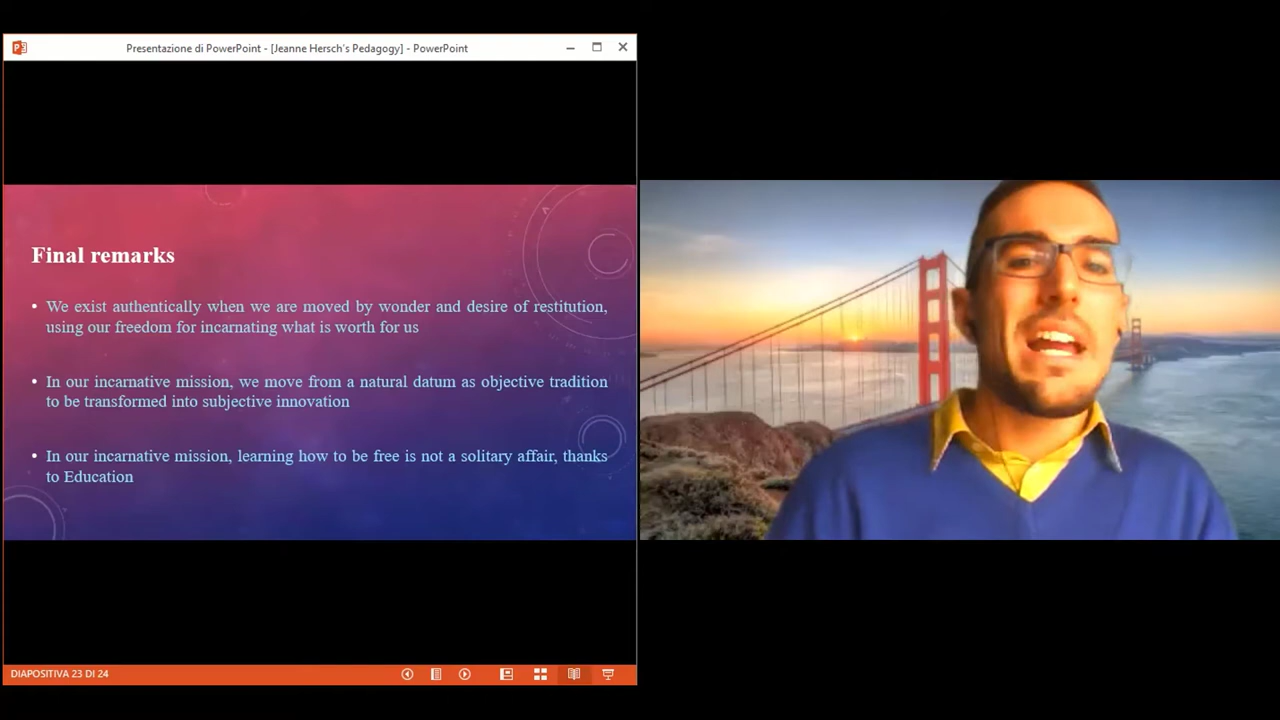 Presentazione di PowerPoint - [Jeanne Hersch's Pedagogy] - PowerPoint
Final remarks
• We exist authentically when we are moved by wonder and desire of restitution,
using our freedom for incarnating what is worth for us
• In our incarnative mission, we move from a natural datum as objective tradition
to be transformed into subjective innovation
• In our incarnative mission, learning how to be free is not a solitary affair, thanks
to Education
DIAPOSITIVA 23 DI 24